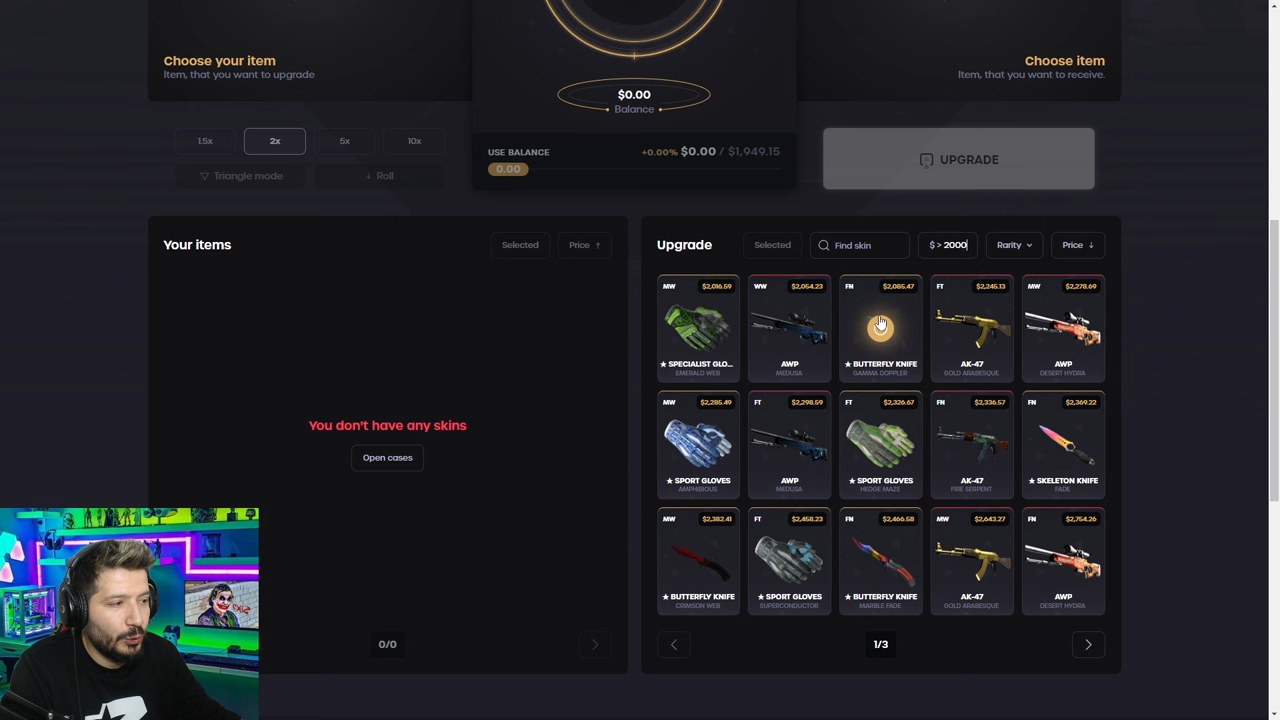 Choose your item
Item, that you want to upgrade
Choose item
Item, that you want to receive.
$0.00
Balance
1.5x
2x
5x
10x
Triangle mode
Roll
USE BALANCE
+0.00% $0.00 / $1,949.15
0.00
UPGRADE
Your items
Selected
Price ↑
You don't have any skins
Open cases
0/0
Upgrade
Selected
Find skin
$ > 2000
Rarity
Price ↓
MW $2,016.59
★ SPECIALIST GLO...
EMERALD WEB
WW $2,054.23
AWP
MEDUSA
FN $2,085.47
★ BUTTERFLY KNIFE
GAMMA DOPPLER
FT $2,245.13
AK-47
GOLD ARABESQUE
MW $2,278.69
AWP
DESERT HYDRA
MW $2,285.49
★ SPORT GLOVES
AMPHIBIOUS
FT $2,298.59
AWP
MEDUSA
FT $2,326.67
★ SPORT GLOVES
HEDGE MAZE
FN $2,336.57
AK-47
FIRE SERPENT
FN $2,369.22
★ SKELETON KNIFE
FADE
MW $2,382.41
★ BUTTERFLY KNIFE
CRIMSON WEB
FT $2,458.23
★ SPORT GLOVES
SUPERCONDUCTOR
FN $2,466.58
★ BUTTERFLY KNIFE
MARBLE FADE
MW $2,643.27
AK-47
GOLD ARABESQUE
FN $2,754.26
AWP
DESERT HYDRA
1/3